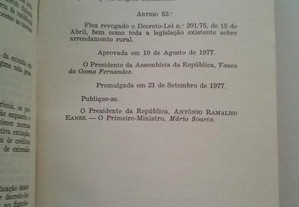 ARTIGO 53.°
Fica revogado o Decreto-Lei n.° 201/75, de 15 de
Abril, bem como toda a legislação existente sobre
arrendamento rural.
Aprovada em 10 de Agosto de 1977.
O Presidente da Assembleia da República, Vasco
da Gama Fernandes.
Promulgada em 21 de Setembro de 1977.
Publique-se.
O Presidente da República, ANTÓNIO RAMALHO
EANES. — O Primeiro-Ministro, Mário Soares.